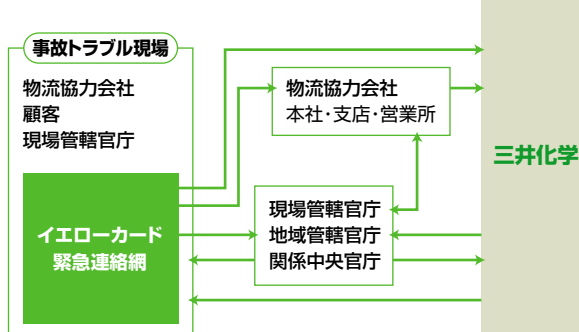 事故トラブル現場
物流協力会社
顧客
現場管轄官庁
イエローカード
緊急連絡網
物流協力会社
本社・支店・営業所
現場管轄官庁
地域管轄官庁
関係中央官庁
三井化学